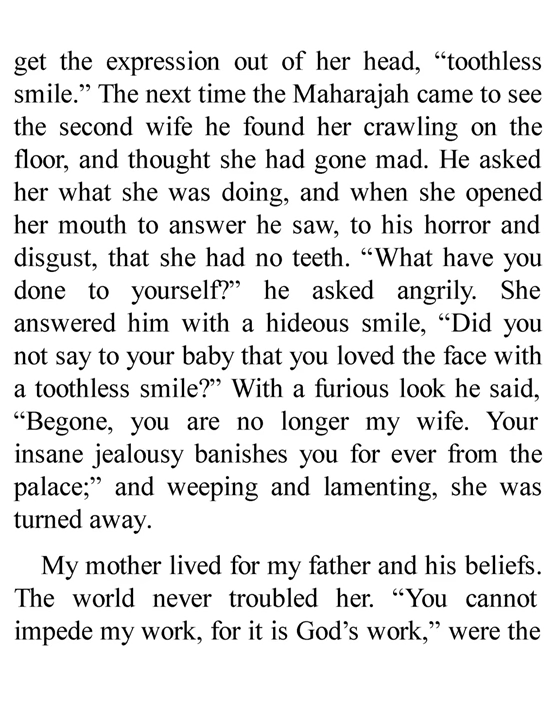 get the expression out of her head, “toothless
smile.” The next time the Maharajah came to see
the second wife he found her crawling on the
floor, and thought she had gone mad. He asked
her what she was doing, and when she opened
her mouth to answer he saw, to his horror and
disgust, that she had no teeth. “What have you
done to yourself?” he asked angrily. She
answered him with a hideous smile, “Did you
not say to your baby that you loved the face with
a toothless smile?” With a furious look he said,
“Begone, you are no longer my wife. Your
insane jealousy banishes you for ever from the
palace;” and weeping and lamenting, she was
turned away.
My mother lived for my father and his beliefs.
The world never troubled her. “You cannot
impede my work, for it is God’s work,” were the